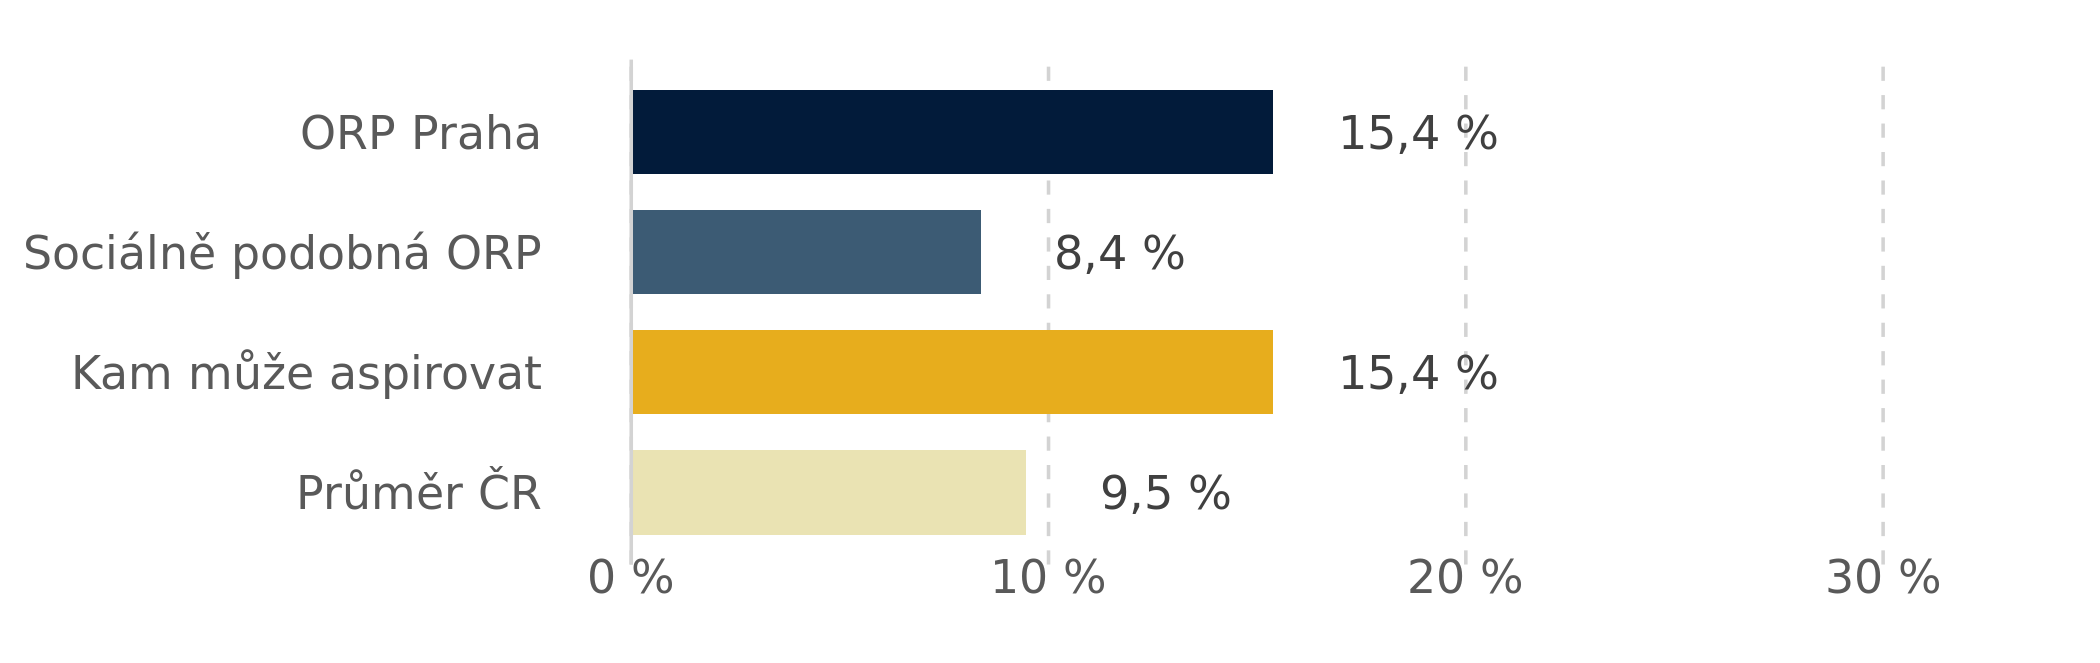 ORP Praha 15,4 %
Sociálně podobná ORP 8,4 %
Kam může aspirovat 15,4 %
Průměr ČR 9,5 %
0 % 10 % 20 % 30 %